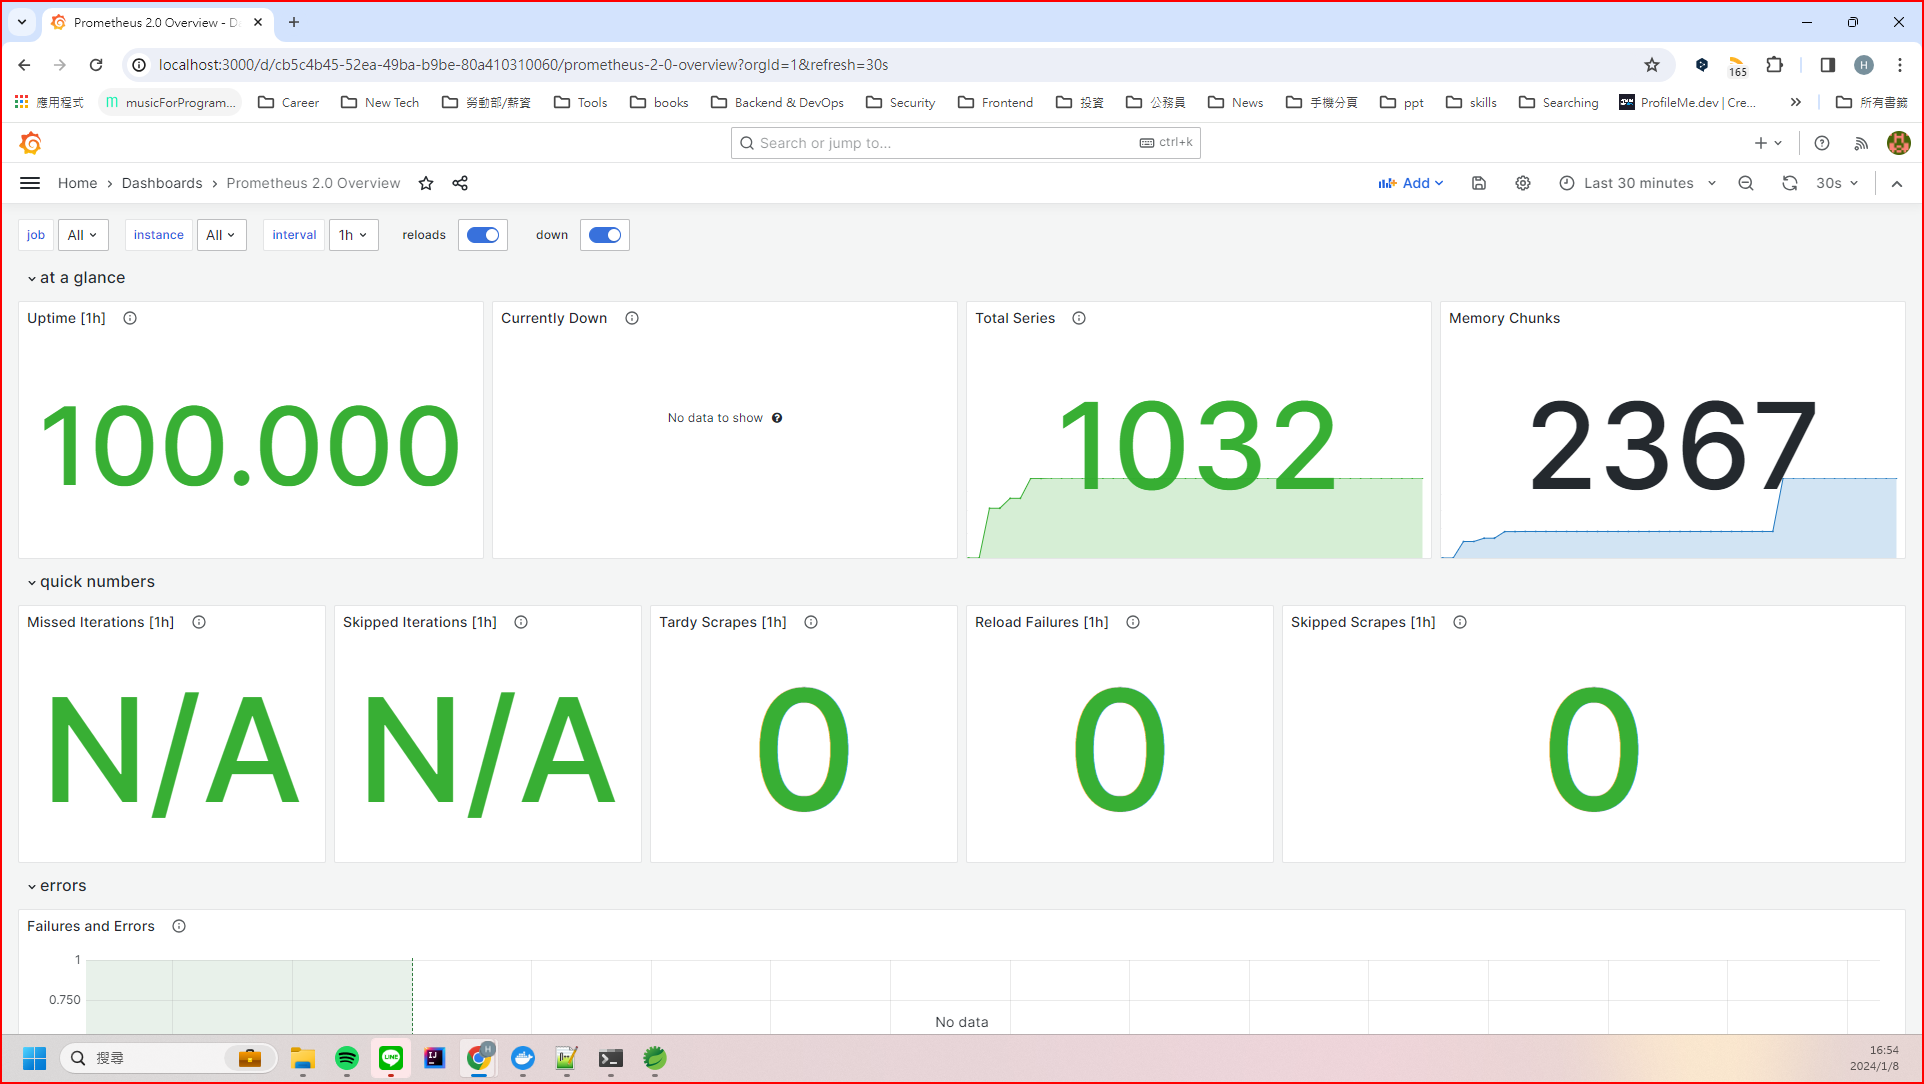 Prometheus 2.0 Overview - D
localhost:3000/d/cb5c4b45-52ea-49ba-b9be-80a410310060/prometheus-2-0-overview?orgId=1&refresh=30s
165
H
應用程式
musicForProgram...
Career
New Tech
勞動部/薪資
Tools
books
Backend & DevOps
Security
Frontend
投資
公務員
News
手機分頁
ppt
skills
Searching
ProfileMe.dev | Cre...
所有書籤
Search or jump to...
ctrl+k
Home
Dashboards
Prometheus 2.0 Overview
Add
Last 30 minutes
30s
job
All
instance
All
interval
1h
reloads
down
at a glance
Uptime [1h]
100.000
Currently Down
No data to show
Total Series
1032
Memory Chunks
2367
quick numbers
Missed Iterations [1h]
N/A
Skipped Iterations [1h]
N/A
Tardy Scrapes [1h]
0
Reload Failures [1h]
0
Skipped Scrapes [1h]
0
errors
Failures and Errors
1
0.750
No data
搜尋
LINE
IJ
H
16:54
2024/1/8